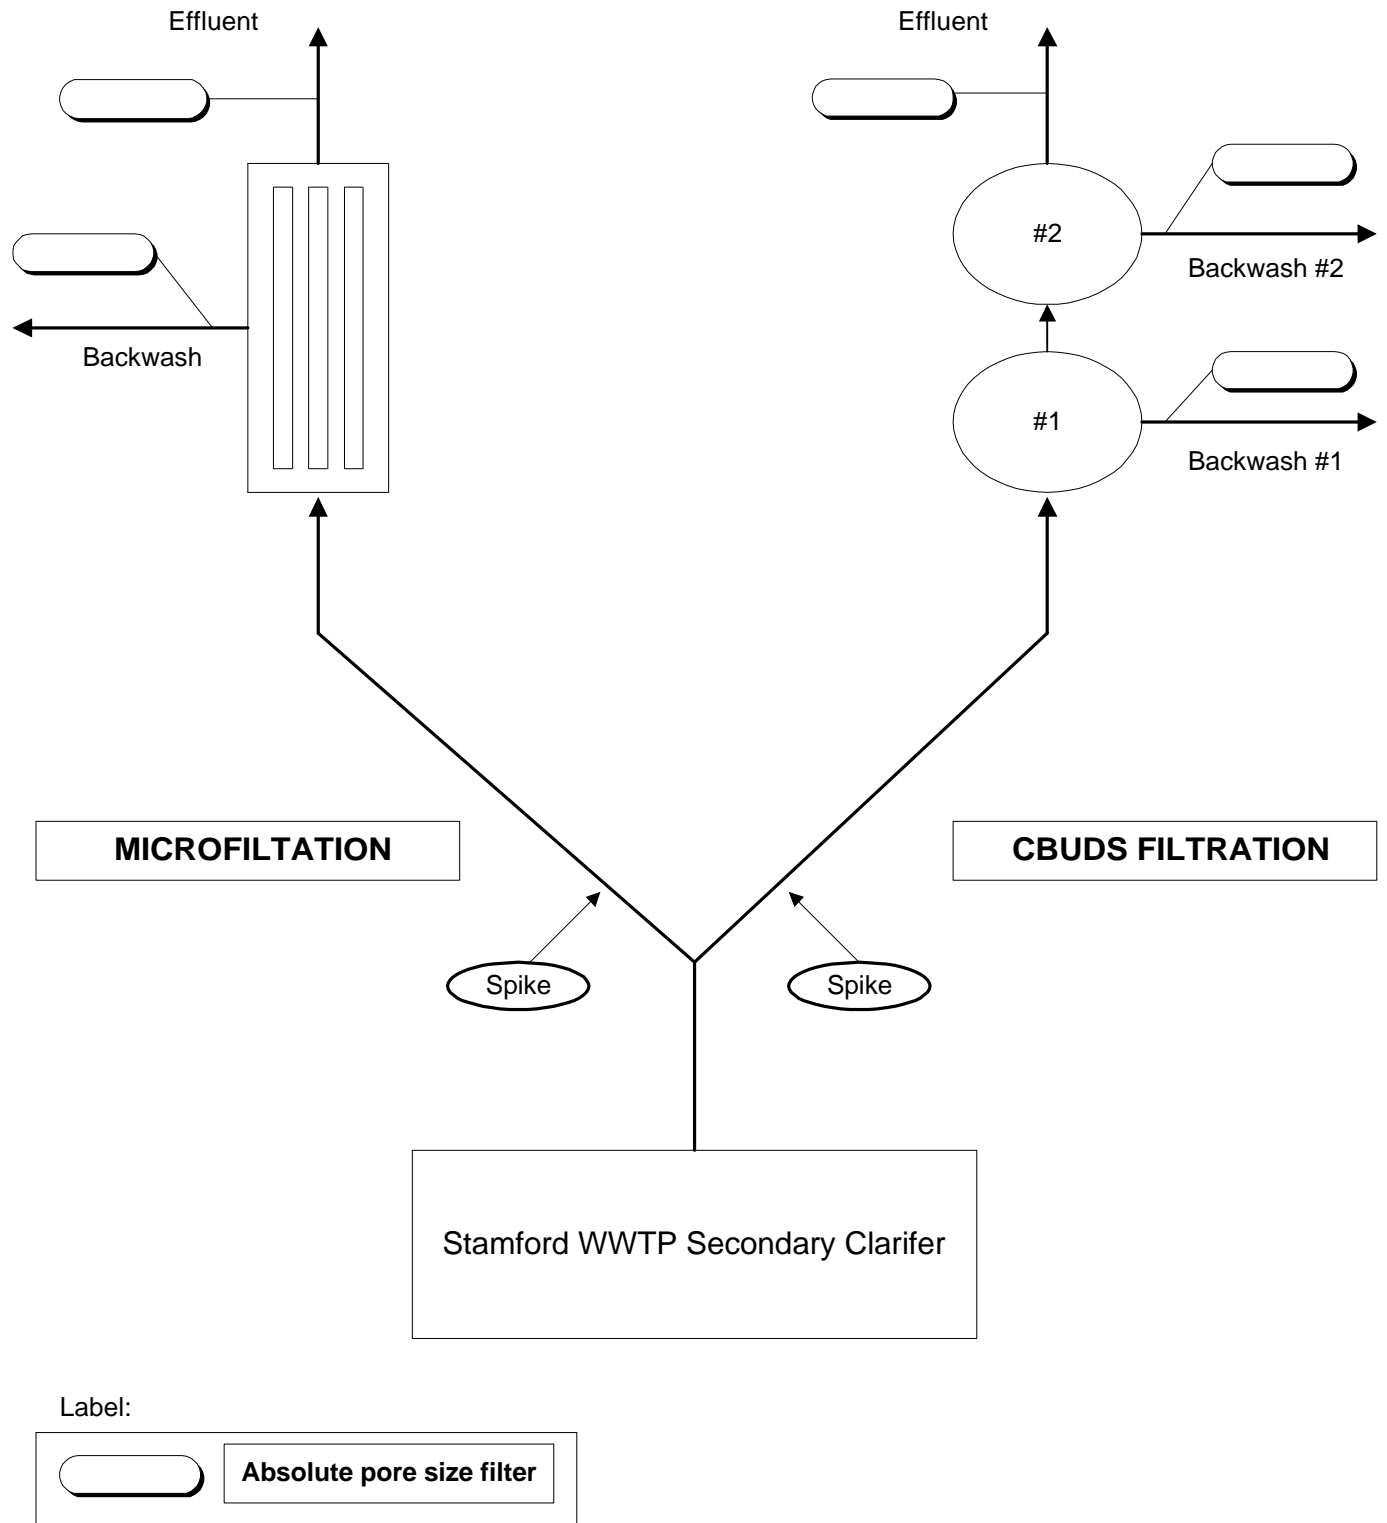 Effluent
Effluent
#2
Backwash #2
Backwash
#1
Backwash #1
MICROFILTATION
CBUDS FILTRATION
Spike
Spike
Stamford WWTP Secondary Clarifer
Label:
Absolute pore size filter